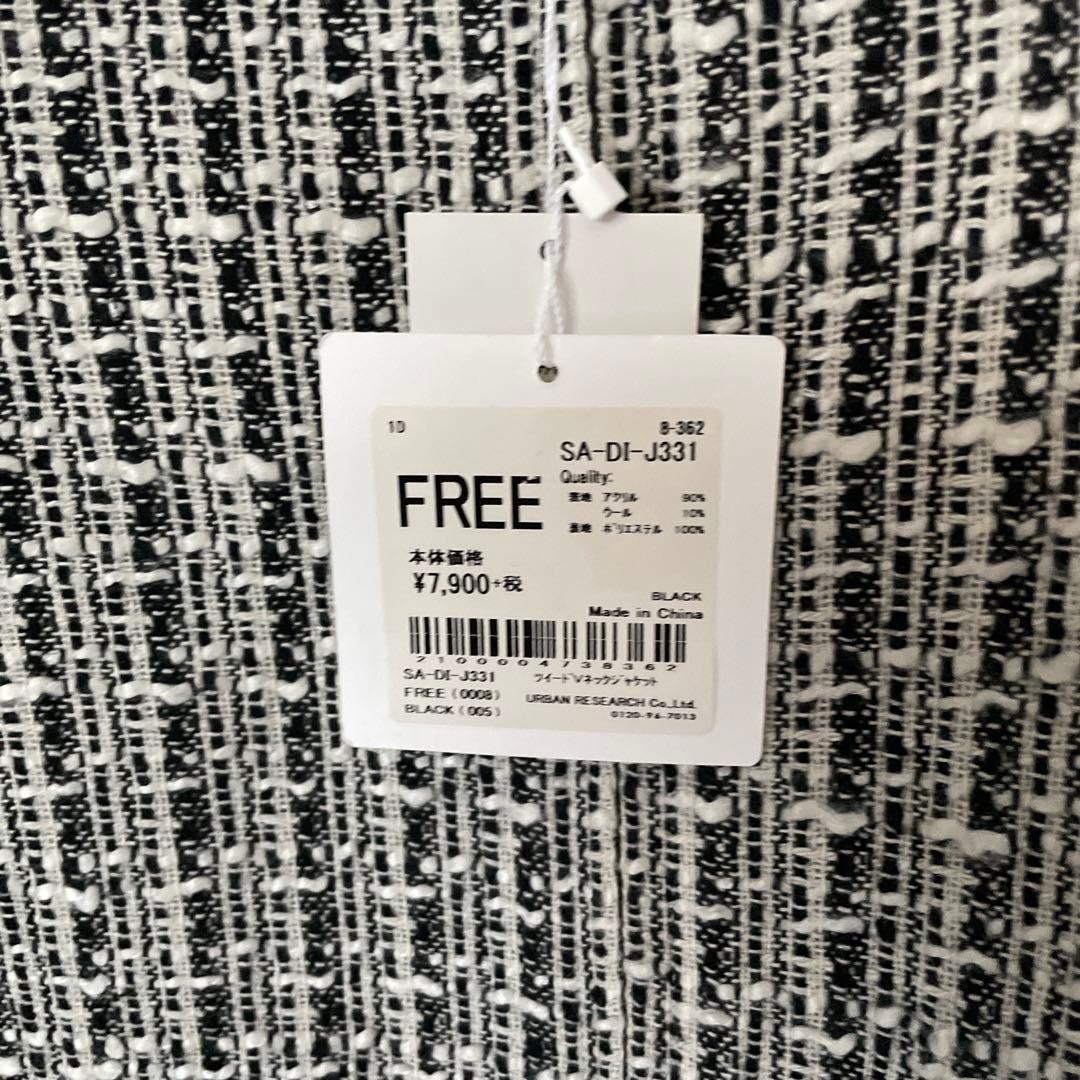 10 8-362
SA-DI-J331
FREE
Quality:
表地 アクリル 90%
ウール 10%
裏地 ポリエステル 100%
本体価格
¥7,900+税
BLACK
Made in China
2100004738362
SA-DI-J331 ツイードVネックジャケット
FREE (0008) URBAN RESEARCH Co.,Ltd.
BLACK (005) 0120-96-7013